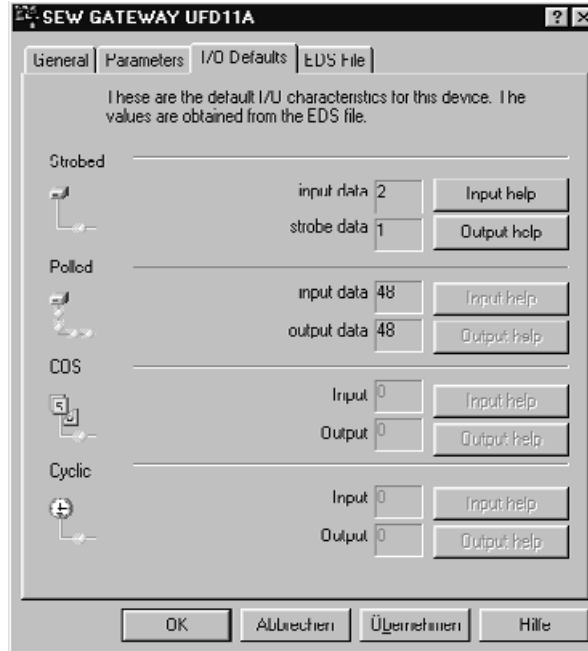 SEW GATEWAY UFD11A
General Parameters I/O Defaults EDS File
These are the default I/O characteristics for this device. The
values are obtained from the EDS file.
Strobed
input data 2 Input help
strobe data 1 Output help
Polled
input data 48 Input help
output data 48 Output help
COS
Input 0 Input help
Output 0 Output help
Cyclic
Input 0 Input help
Output 0 Output help
OK Abbrechen Übernehmen Hilfe